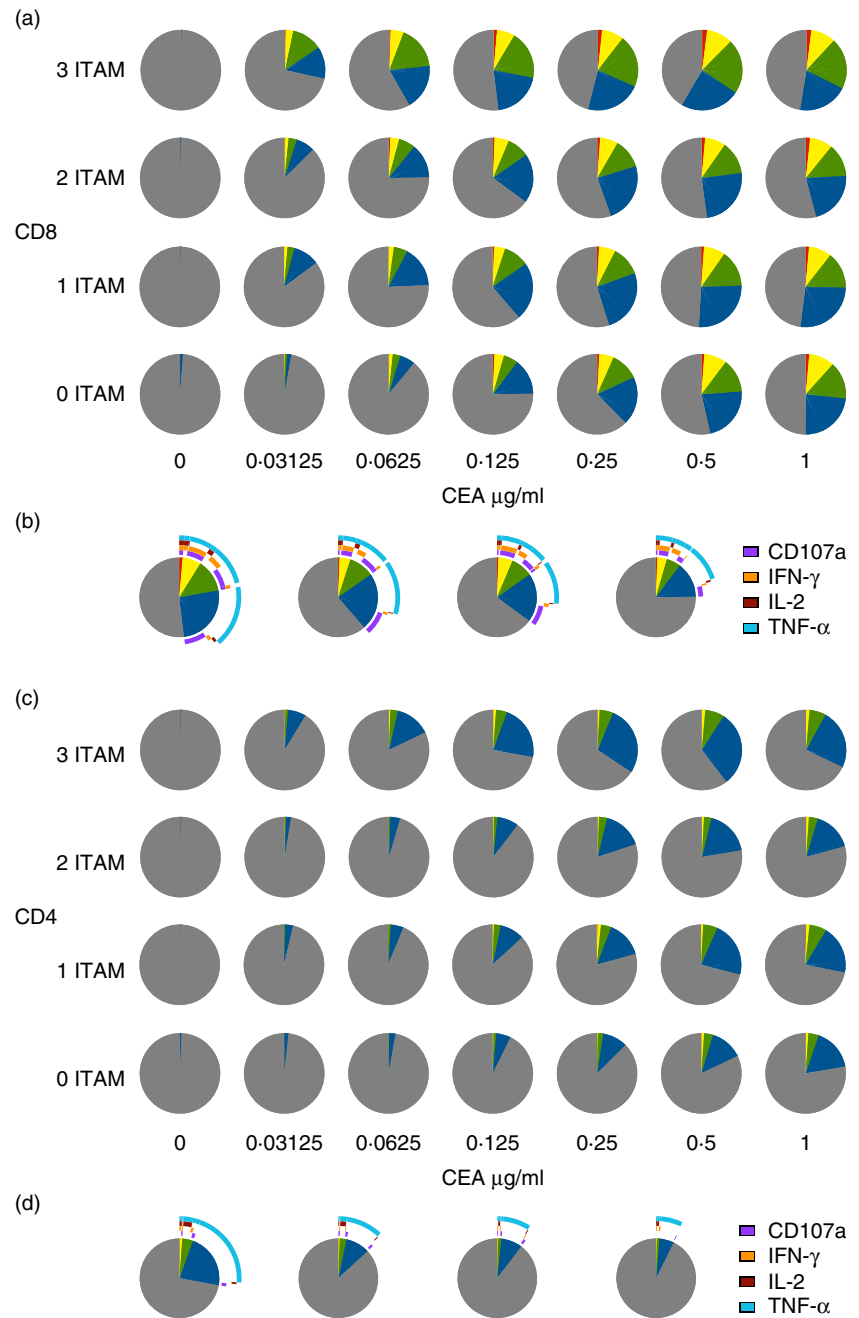 (a)
3 ITAM
2 ITAM
CD8
1 ITAM
0 ITAM
0 0·03125 0·0625 0·125 0·25 0·5 1
CEA μg/ml
(b)
CD107a
IFN-γ
IL-2
TNF-α
(c)
3 ITAM
2 ITAM
CD4
1 ITAM
0 ITAM
0 0·03125 0·0625 0·125 0·25 0·5 1
CEA μg/ml
(d)
CD107a
IFN-γ
IL-2
TNF-α